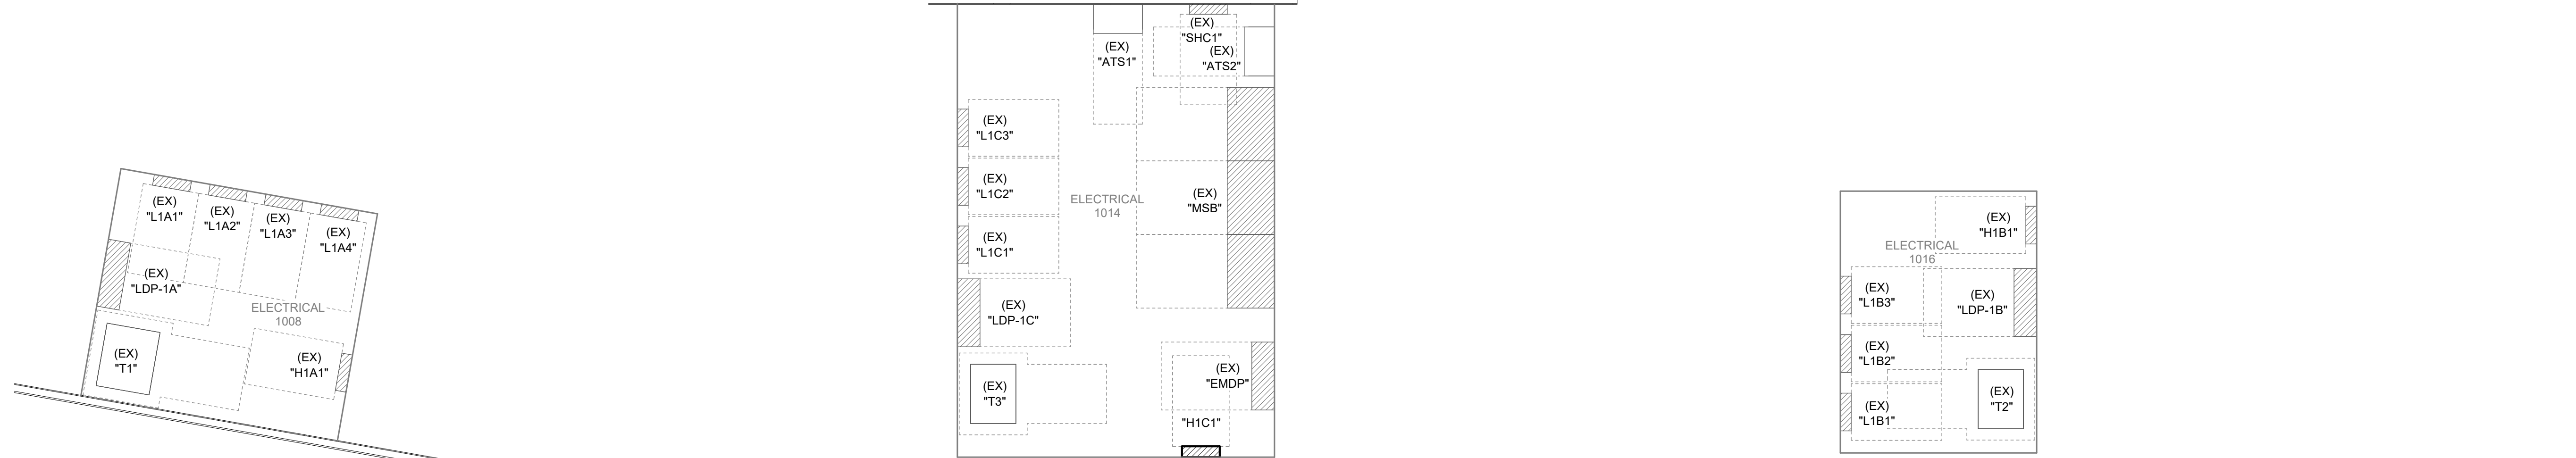 (EX)
"L1A1"
(EX)
"L1A2"
(EX)
"L1A3"
(EX)
"L1A4"
(EX)
"LDP-1A"
ELECTRICAL
1008
(EX)
"T1"
(EX)
"H1A1"
(EX)
"ATS1"
(EX)
"SHC1"
(EX)
"ATS2"
(EX)
"L1C3"
(EX)
"L1C2"
ELECTRICAL
1014
(EX)
"MSB"
(EX)
"L1C1"
(EX)
"LDP-1C"
(EX)
"T3"
(EX)
"EMDP"
"H1C1"
(EX)
"H1B1"
ELECTRICAL
1016
(EX)
"L1B3"
(EX)
"LDP-1B"
(EX)
"L1B2"
(EX)
"L1B1"
(EX)
"T2"